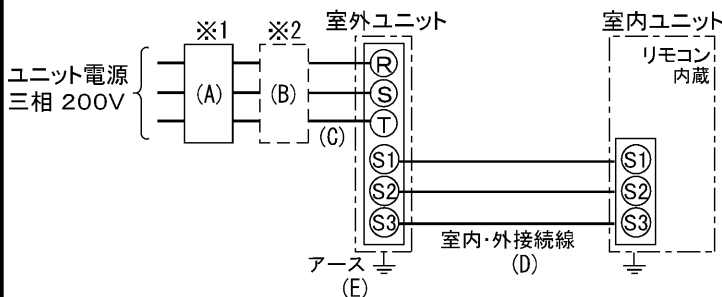 ※1
※2
室外ユニット
室内ユニット
ユニット電源
三相 200V
(A)
(B)
(C)
R
S
T
S1
S2
S3
リモコン
内蔵
S1
S2
S3
室内・外接続線
(D)
アース
(E)